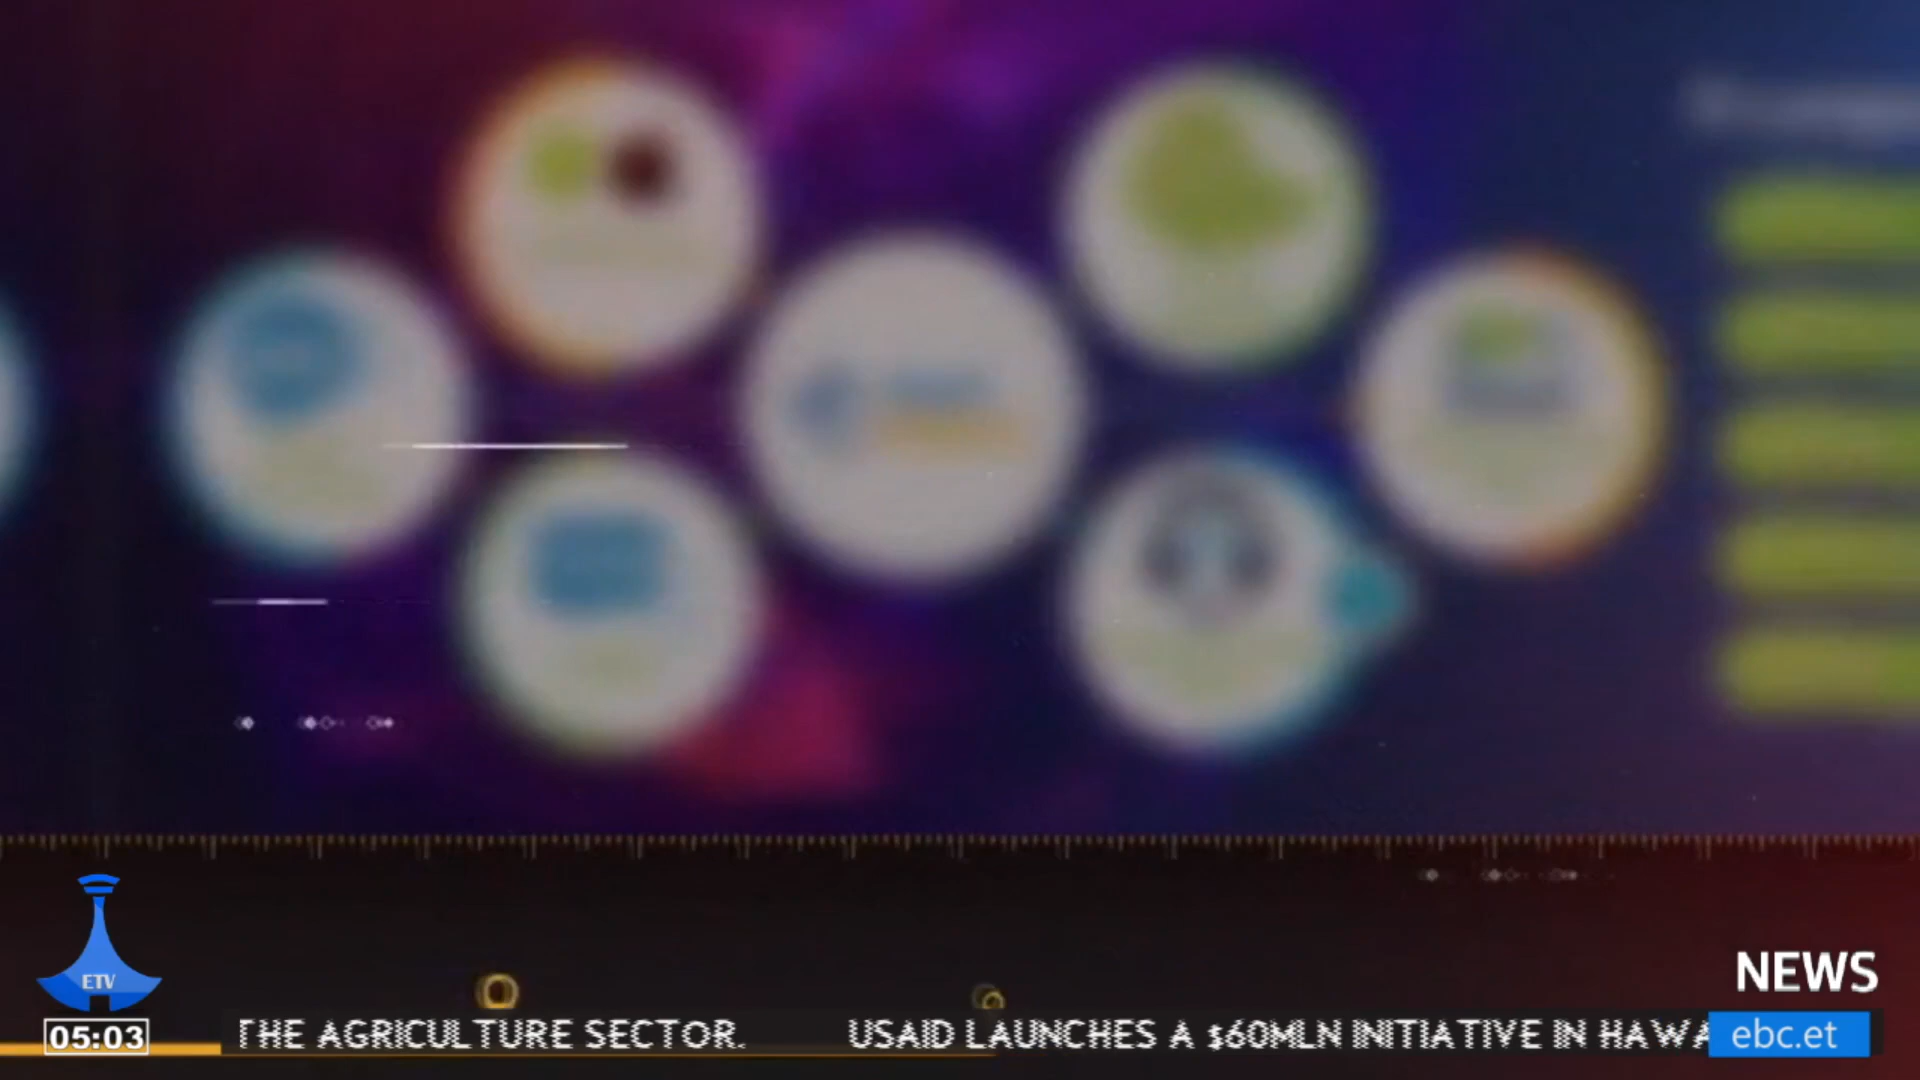 NEWS
ETV
05:03
THE AGRICULTURE SECTOR. USAID LAUNCHES A $60MLN INITIATIVE IN HAWA
ebc.et